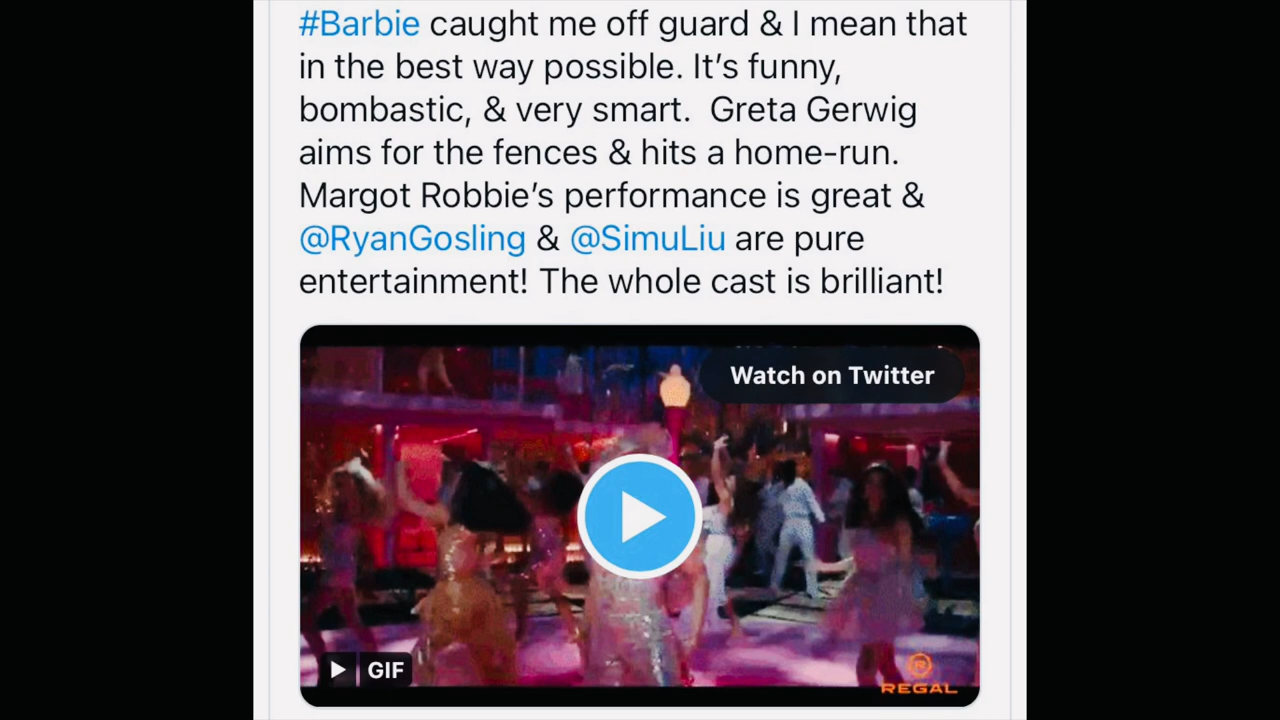 #Barbie caught me off guard & I mean that
in the best way possible. It’s funny,
bombastic, & very smart.  Greta Gerwig
aims for the fences & hits a home-run.
Margot Robbie’s performance is great &
@RyanGosling & @SimuLiu are pure
entertainment! The whole cast is brilliant!
Watch on Twitter
GIF
R
REGAL